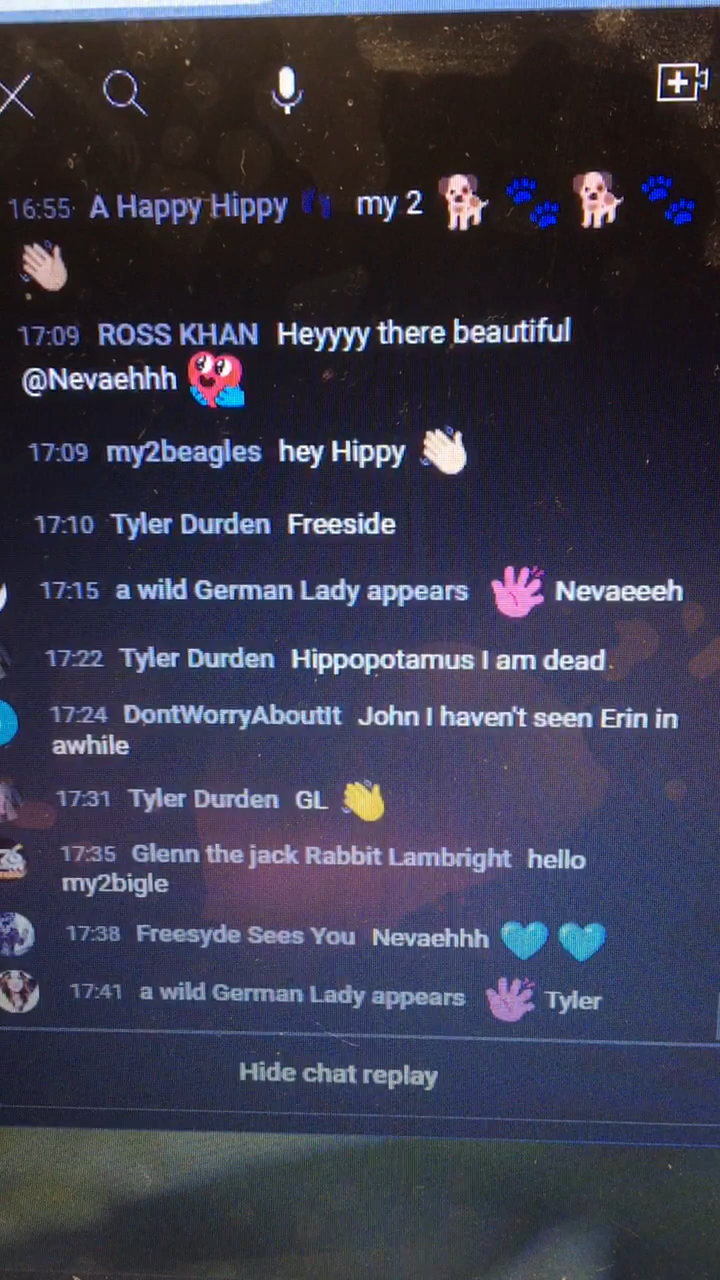 16:55 A Happy Hippy 👣 my 2 🐶 🐾 🐶 🐾
👋🏻
17:09 ROSS KHAN Heyyyy there beautiful
@Nevaehhh
17:09 my2beagles hey Hippy 👋🏻
17:10 Tyler Durden Freeside
17:15 a wild German Lady appears Nevaeeeh
17:22 Tyler Durden Hippopotamus I am dead.
17:24 DontWorryAboutIt John I haven't seen Erin in
awhile
17:31 Tyler Durden GL 👋
17:35 Glenn the jack Rabbit Lambright hello
my2bigle
17:38 Freesyde Sees You Nevaehhh 🩵 🩵
17:41 a wild German Lady appears Tyler
Hide chat replay